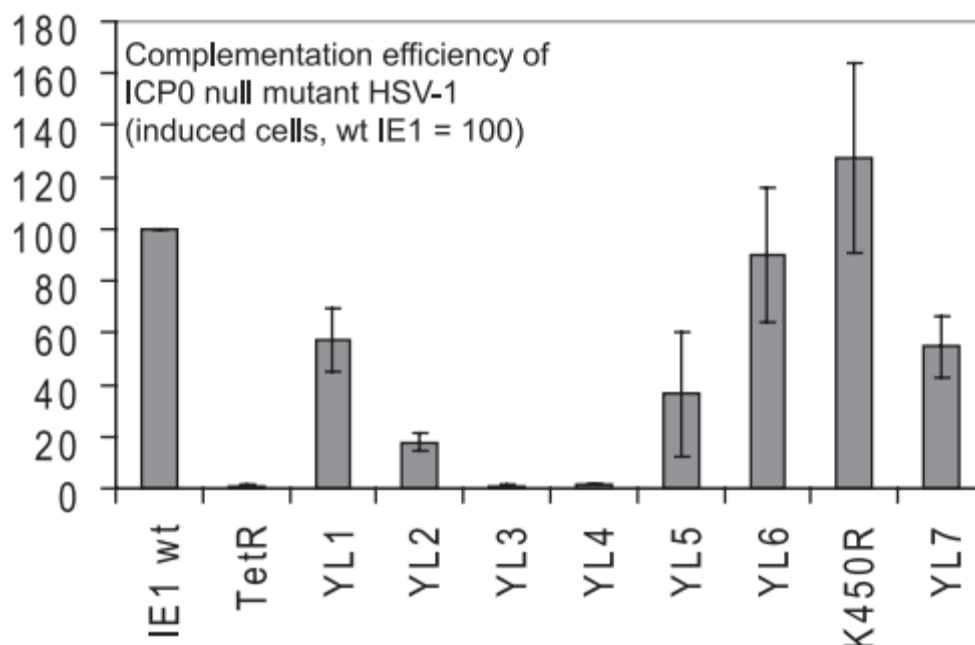 180
160
140
120
100
80
60
40
20
0
Complementation efficiency of
ICP0 null mutant HSV-1
(induced cells, wt IE1 = 100)
IE1 wt
TetR
YL1
YL2
YL3
YL4
YL5
YL6
K450R
YL7